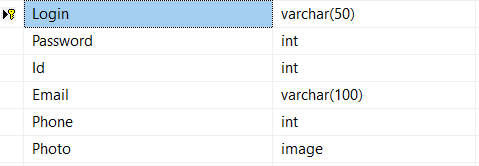 Login varchar(50)
Password int
Id int
Email varchar(100)
Phone int
Photo image